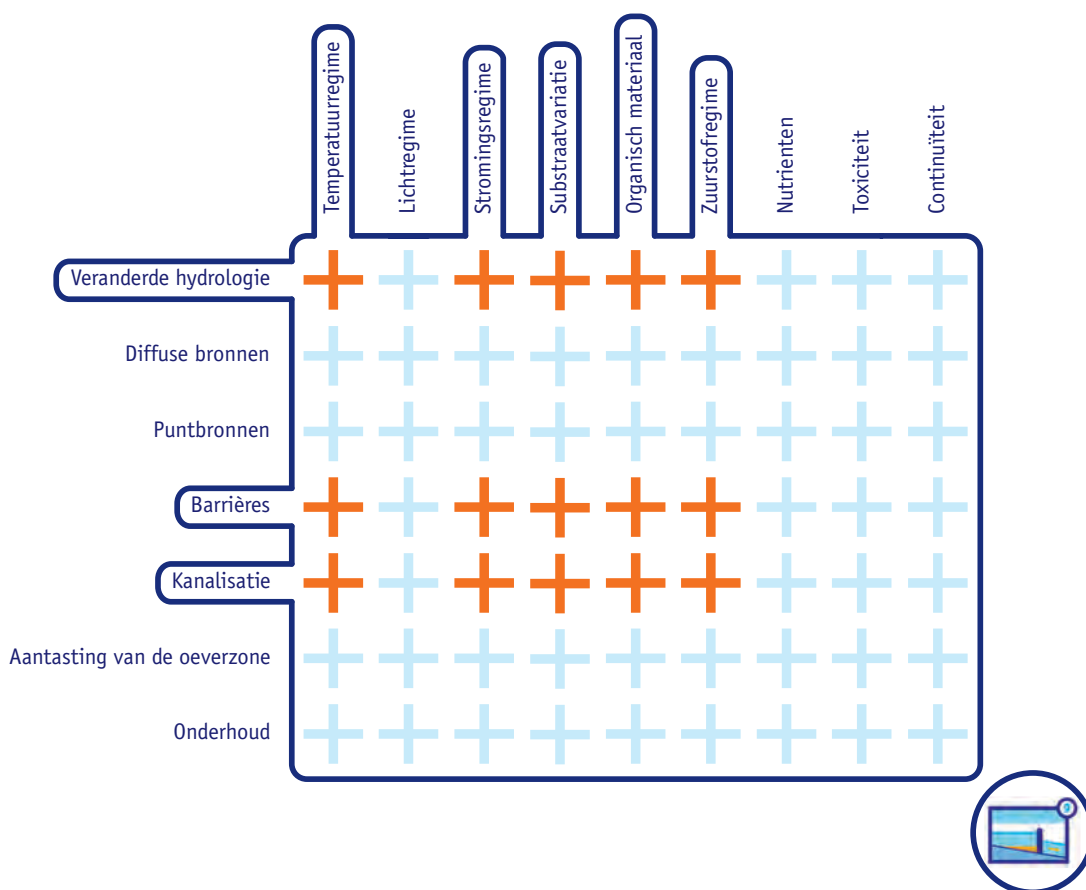 Temperatuurregime
Lichtregime
Stromingsregime
Substraatvariatie
Organisch materiaal
Zuurstofregime
Nutrienten
Toxiciteit
Continuïteit
Veranderde hydrologie
Diffuse bronnen
Puntbronnen
Barrières
Kanalisatie
Aantasting van de oeverzone
Onderhoud